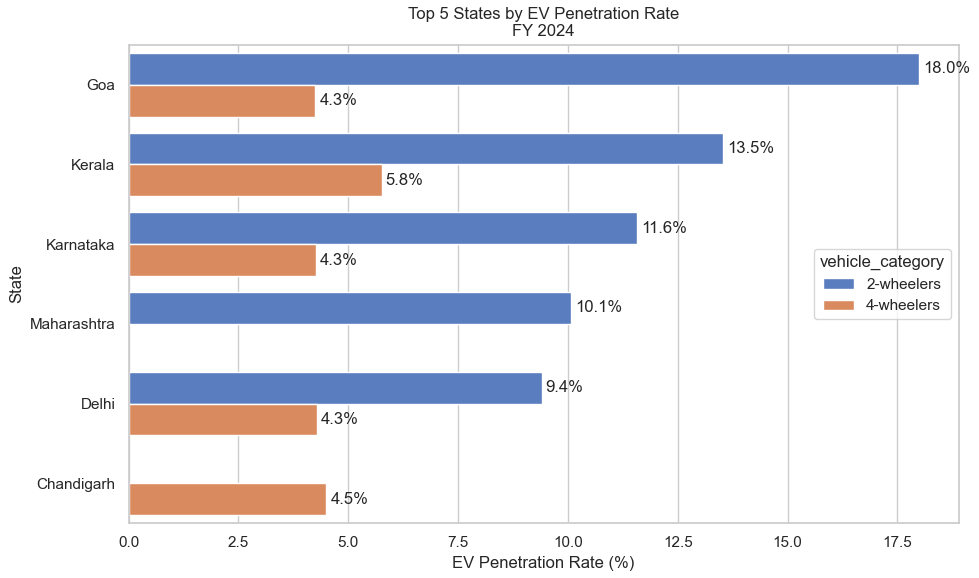 Top 5 States by EV Penetration Rate
FY 2024
Goa
18.0%
4.3%
Kerala
13.5%
5.8%
Karnataka
11.6%
4.3%
Maharashtra
10.1%
Delhi
9.4%
4.3%
Chandigarh
4.5%
State
vehicle_category
2-wheelers
4-wheelers
0.0 2.5 5.0 7.5 10.0 12.5 15.0 17.5
EV Penetration Rate (%)